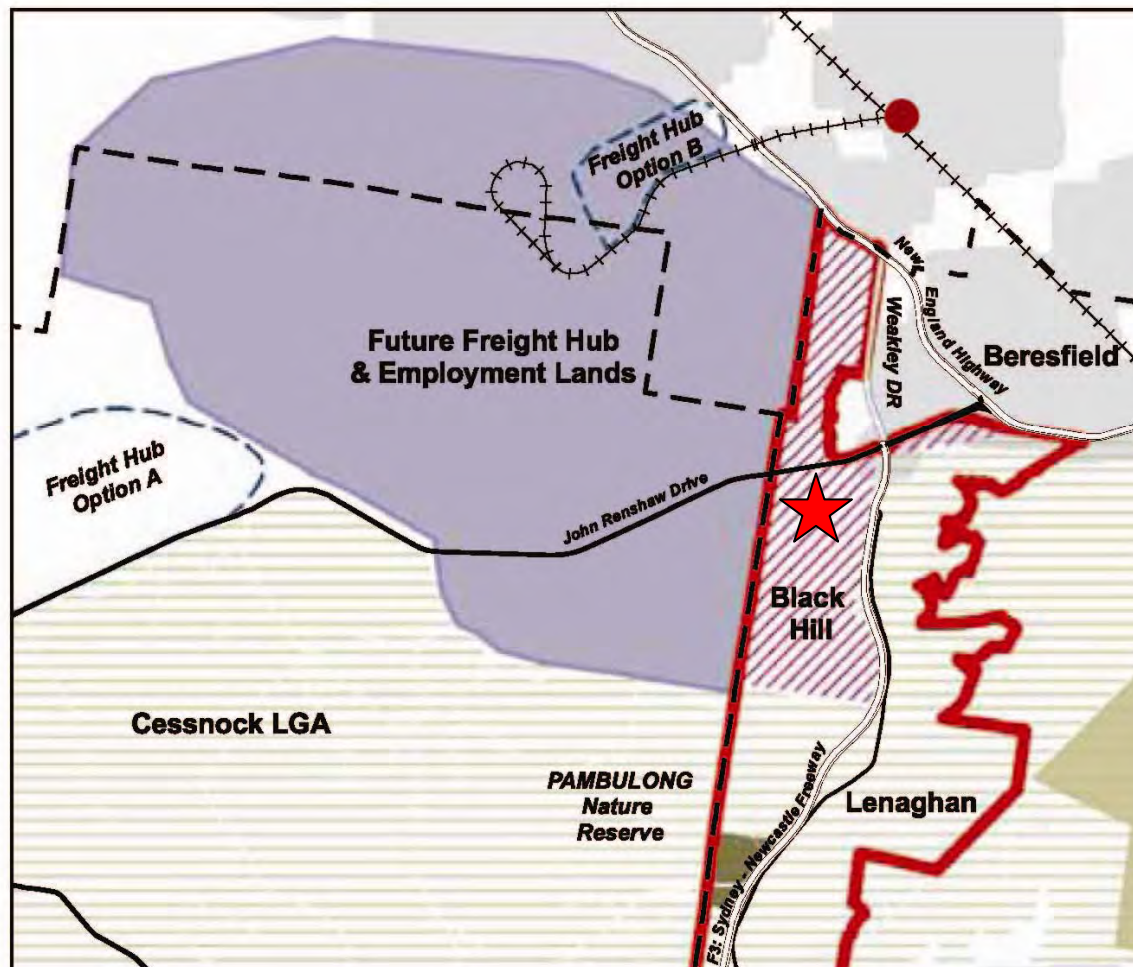 Freight Hub
Option B
New
England Highway
Weakley DR
Beresfield
Future Freight Hub
& Employment Lands
Freight Hub
Option A
John Renshaw Drive
Black
Hill
Cessnock LGA
PAMBULONG
Nature
Reserve
Lenaghan
F3: Sydney - Newcastle Freeway